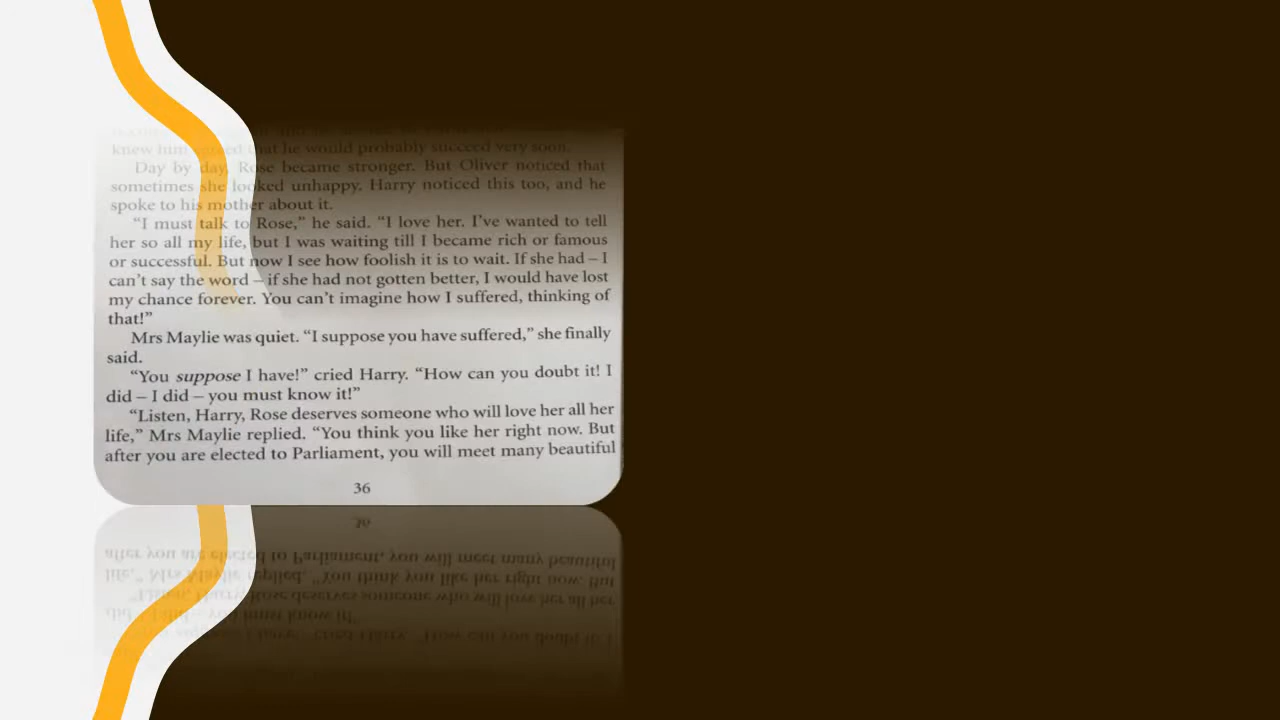 knew him that he would probably succeed very soon.
Day by day, Rose became stronger. But Oliver noticed that
sometimes she looked unhappy. Harry noticed this too, and he
spoke to his mother about it.
“I must talk to Rose,” he said. “I love her. I’ve wanted to tell
her so all my life, but I was waiting till I became rich or famous
or successful. But now I see how foolish it is to wait. If she had – I
can’t say the word – if she had not gotten better, I would have lost
my chance forever. You can’t imagine how I suffered, thinking of
that!”
Mrs Maylie was quiet. “I suppose you have suffered,” she finally
said.
“You suppose I have!” cried Harry. “How can you doubt it! I
did – I did – you must know it!”
“Listen, Harry, Rose deserves someone who will love her all her
life,” Mrs Maylie replied. “You think you like her right now. But
after you are elected to Parliament, you will meet many beautiful
36